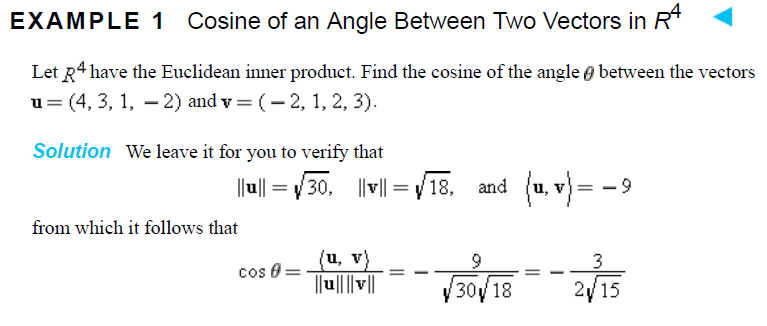 EXAMPLE 1 Cosine of an Angle Between Two Vectors in R⁴ ◀
Let R⁴ have the Euclidean inner product. Find the cosine of the angle θ between the vectors
u = (4, 3, 1, − 2) and v = ( − 2, 1, 2, 3).
Solution We leave it for you to verify that
||u|| = √30, ||v|| = √18, and ⟨u, v⟩ = − 9
from which it follows that
cos θ = ⟨u, v⟩ / ||u|| ||v|| = − 9 / √30√18 = − 3 / 2√15